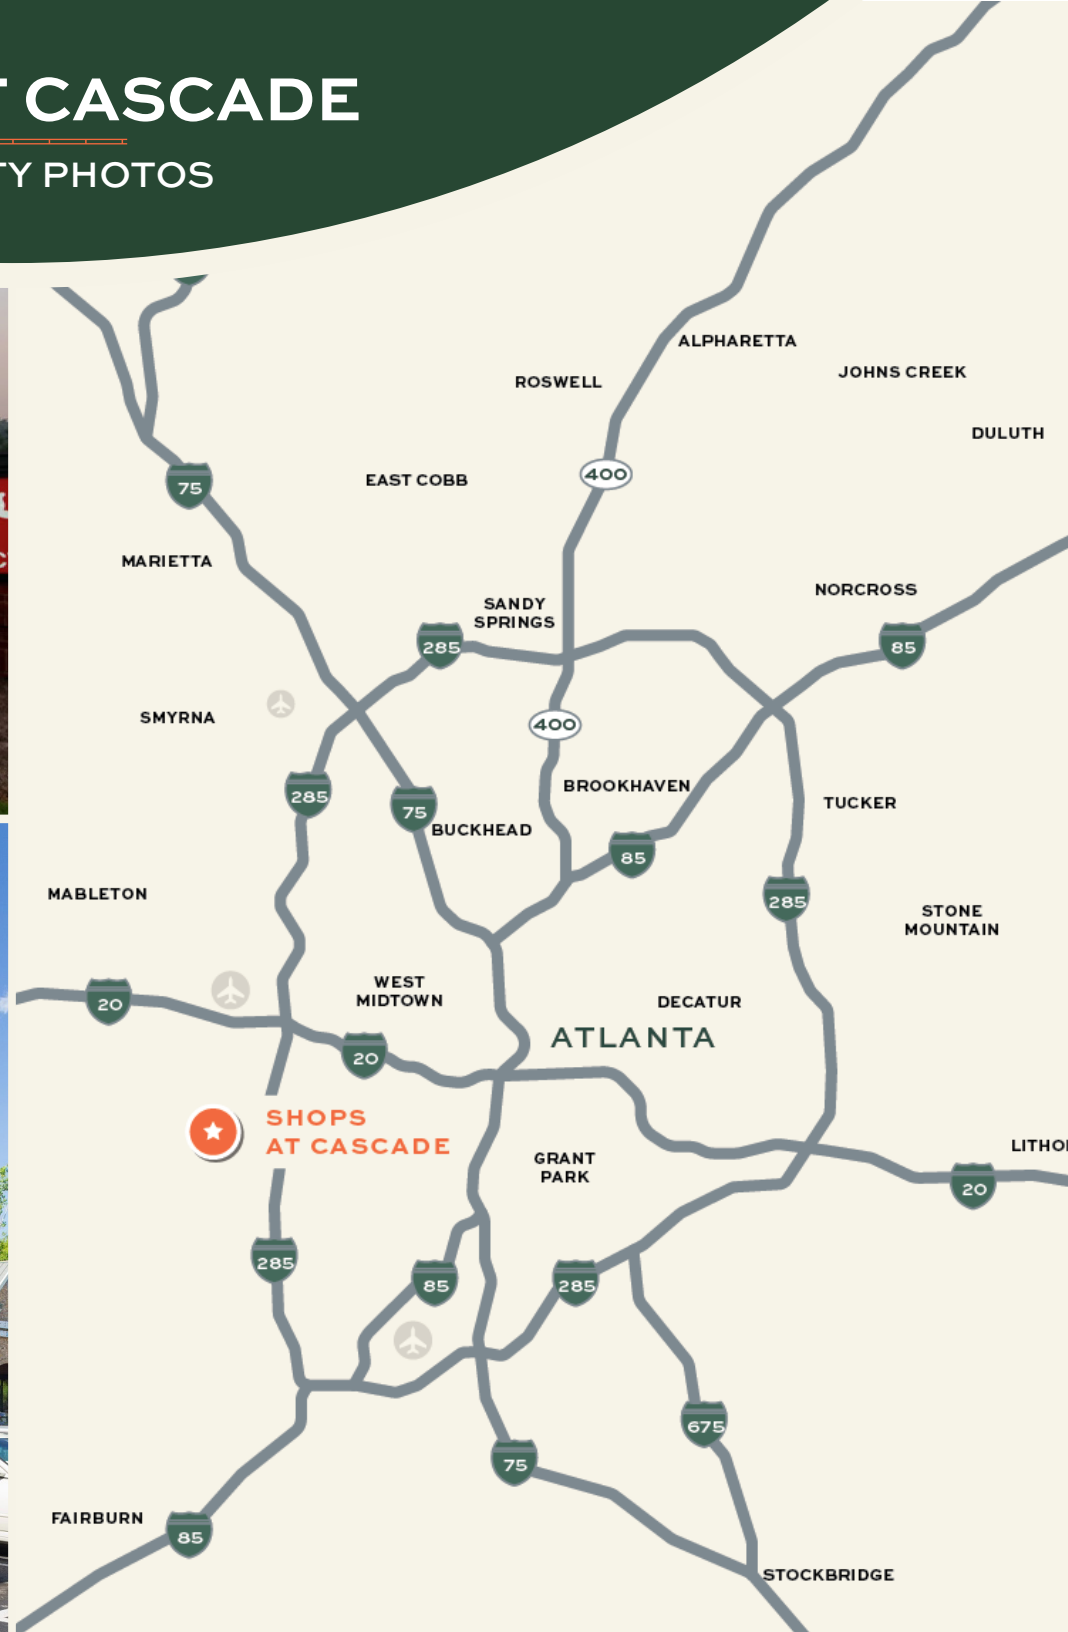 CASCADE
TY PHOTOS
ALPHARETTA
JOHNS CREEK
ROSWELL
DULUTH
400
EAST COBB
75
MARIETTA
NORCROSS
SANDY
SPRINGS
285
85
SMYRNA
400
BROOKHAVEN
285
75
TUCKER
BUCKHEAD
85
MABLETON
285
STONE
MOUNTAIN
WEST
MIDTOWN
20
DECATUR
ATLANTA
20
SHOPS
AT CASCADE
GRANT
PARK
LITHO
20
285
85
285
675
75
FAIRBURN
85
STOCKBRIDGE